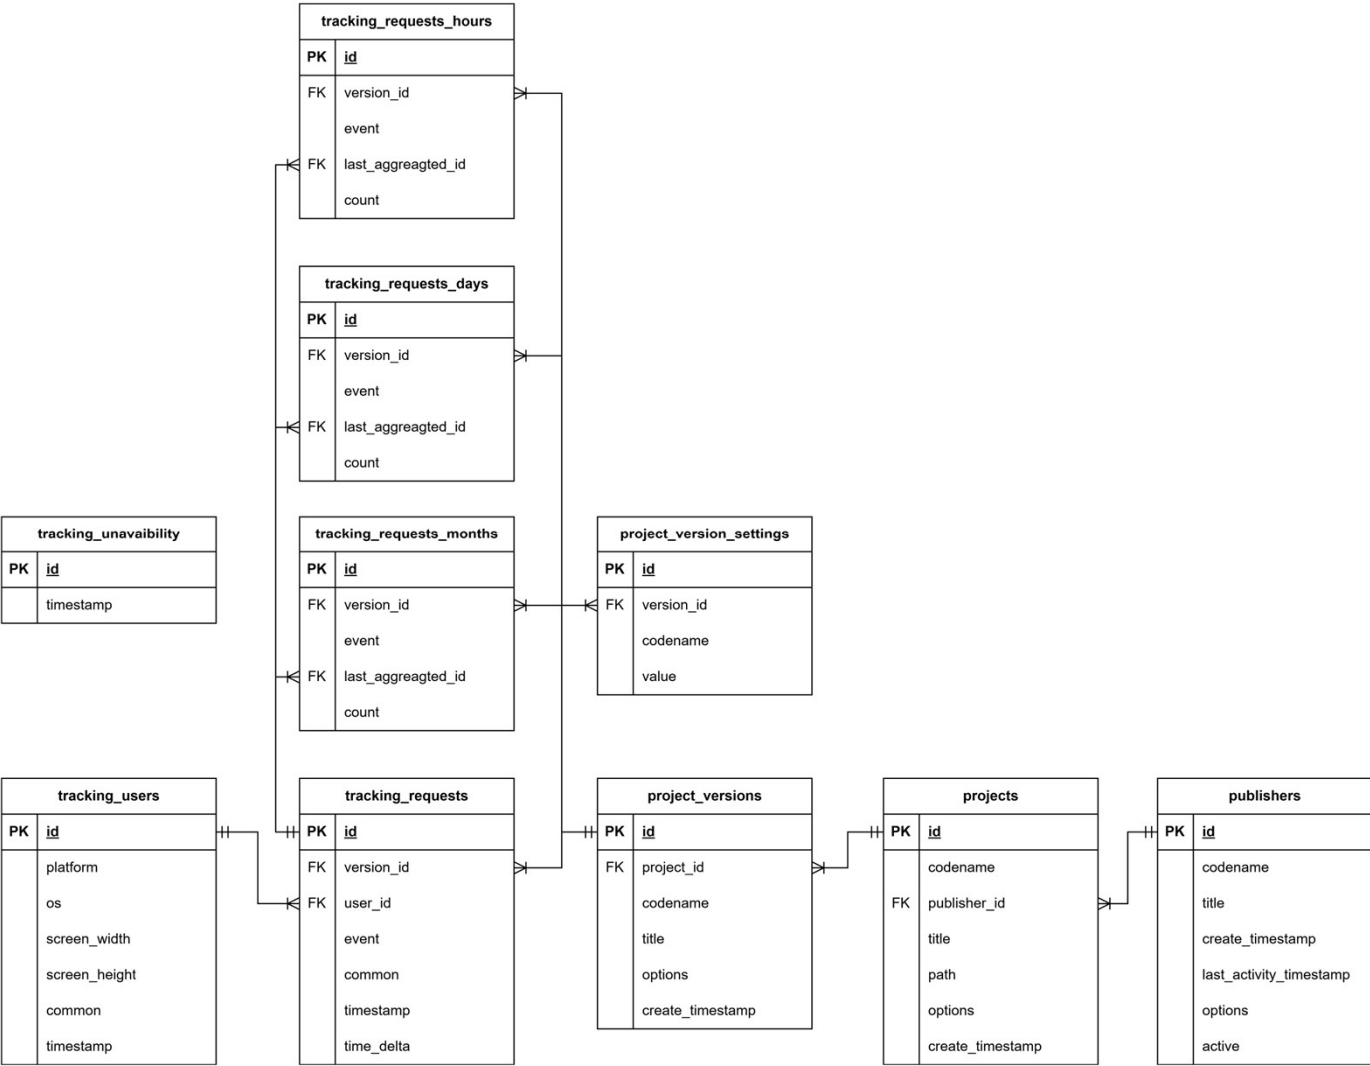 tracking_requests_hours
PK id
FK version_id
event
FK last_aggreagted_id
count
tracking_requests_days
PK id
FK version_id
event
FK last_aggreagted_id
count
tracking_unavaibility
PK id
timestamp
tracking_requests_months
PK id
FK version_id
event
FK last_aggreagted_id
count
project_version_settings
PK id
FK version_id
codename
value
tracking_users
PK id
platform
os
screen_width
screen_height
common
timestamp
tracking_requests
PK id
FK version_id
FK user_id
event
common
timestamp
time_delta
project_versions
PK id
FK project_id
codename
title
options
create_timestamp
projects
PK id
codename
FK publisher_id
title
path
options
create_timestamp
publishers
PK id
codename
title
create_timestamp
last_activity_timestamp
options
active